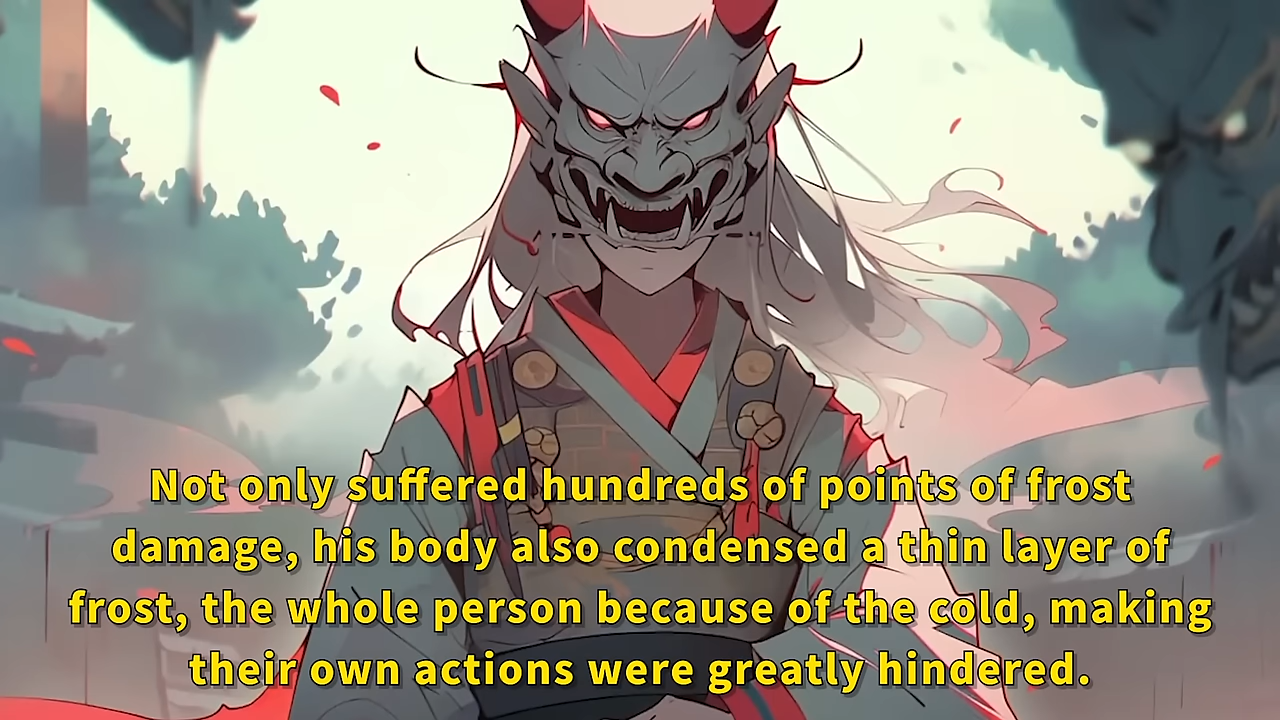 Not only suffered hundreds of points of frost
damage, his body also condensed a thin layer of
frost, the whole person because of the cold, making
their own actions were greatly hindered.